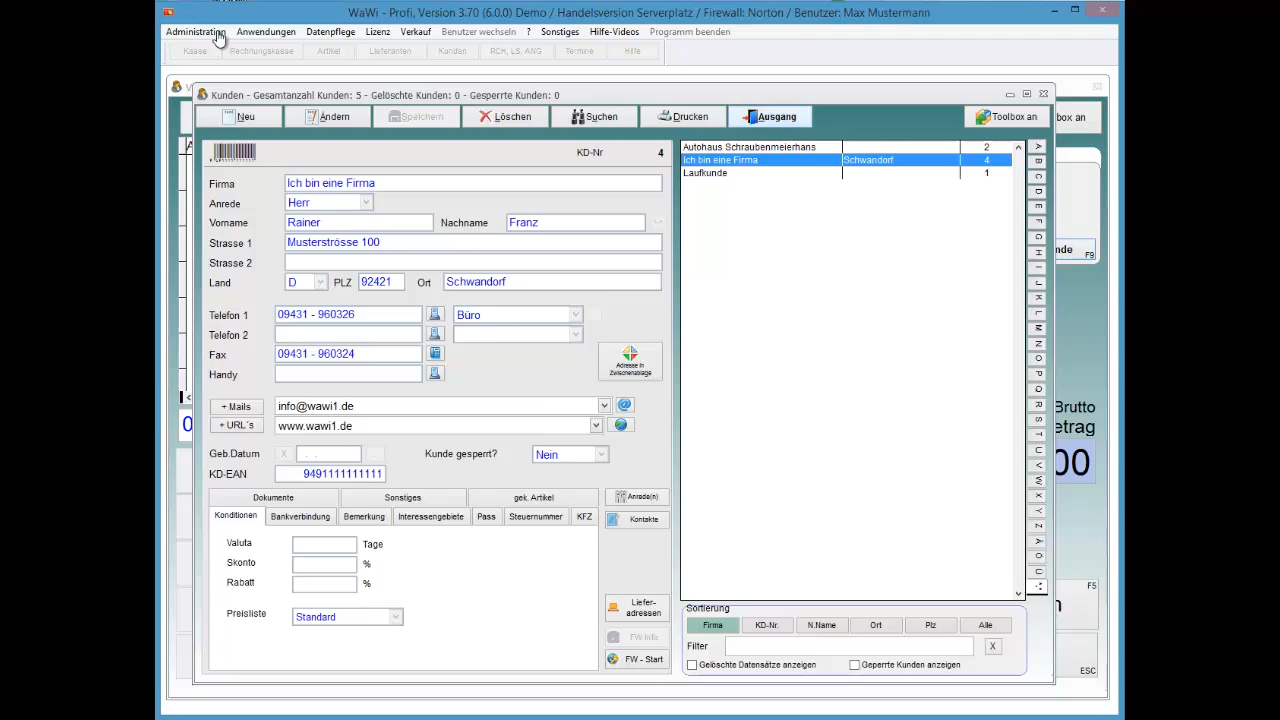 WaWi - Profi, Version 3.70 (6.0.0) Demo / Handelsversion Serverplatz / Firewall: Norton / Benutzer: Max Mustermann
Administration Anwendungen Datenpflege Lizenz Verkauf Benutzer wechseln ? Sonstiges Hilfe-Videos Programm beenden
Kasse Rechnungskasse Artikel Lieferanten Kunden RCH, LS, ANG Termine Hilfe
Kunden - Gesamtanzahl Kunden: 5 - Gelöschte Kunden: 0 - Gesperrte Kunden: 0
Neu Ändern Speichern Löschen Suchen Drucken Ausgang Toolbox an
box an
KD-Nr 4
Autohaus Schraubenmeierhans 2
Ich bin eine Firma Schwandorf 4
Laufkunde 1
Firma Ich bin eine Firma
Anrede Herr
Vorname Rainer Nachname Franz
Strasse 1 Musterströsse 100
Strasse 2
Land D PLZ 92421 Ort Schwandorf
Telefon 1 09431 - 960326 Büro
Telefon 2
Fax 09431 - 960324
Handy
Adresse in
Zwischenablage
+ Mails info@wawi1.de
+ URL´s www.wawi1.de
Geb.Datum X . . Kunde gesperrt? Nein
KD-EAN 9491111111111
Dokumente Sonstiges gek. Artikel
Konditionen Bankverbindung Bemerkung Interessengebiete Pass Steuernummer KFZ
Anrede(n)
Kontakte
Valuta Tage
Skonto %
Rabatt %
Preisliste Standard
Liefer-
adressen
FW Info
FW - Start
A
B
C
D
E
F
G
H
I
J
K
L
M
N
O
P
Q
R
S
T
U
V
W
X
Y
Z
Ä
Ö
Ü
Sortierung
Firma KD-Nr. N.Name Ort Plz Alle
Filter X
Gelöschte Datensätze anzeigen Geperrte Kunden anzeigen
nde F9
Brutto
etrag
00
0
F5
n
ESC